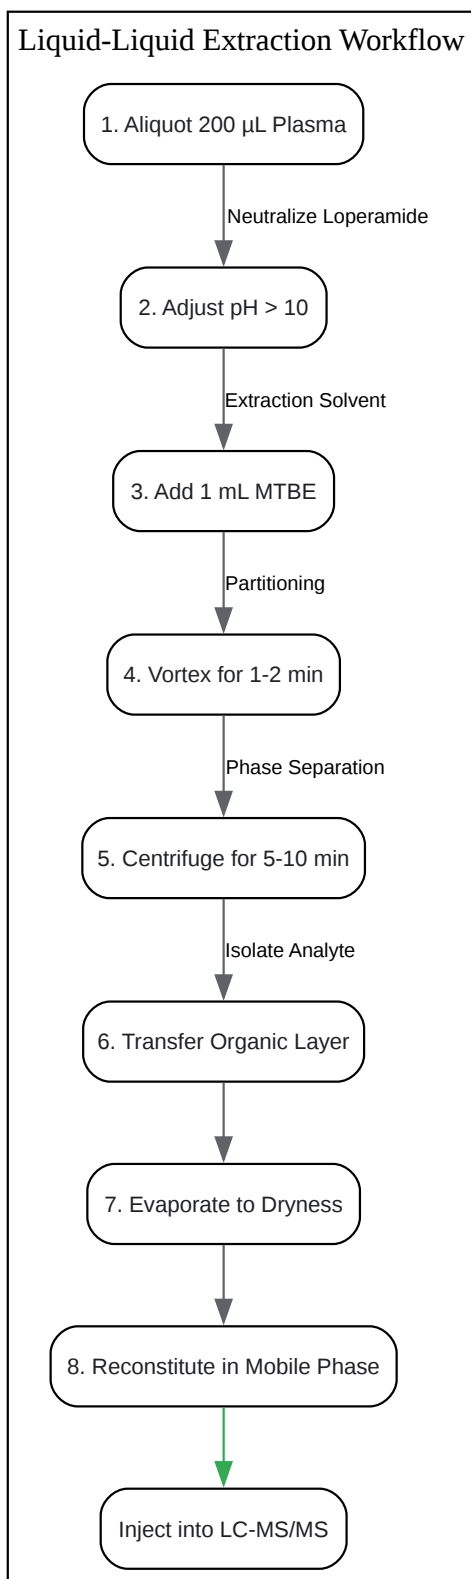 Liquid-Liquid Extraction Workflow
1. Aliquot 200 µL Plasma
Neutralize Loperamide
2. Adjust pH > 10
Extraction Solvent
3. Add 1 mL MTBE
Partitioning
4. Vortex for 1-2 min
Phase Separation
5. Centrifuge for 5-10 min
Isolate Analyte
6. Transfer Organic Layer
7. Evaporate to Dryness
8. Reconstitute in Mobile Phase
Inject into LC-MS/MS